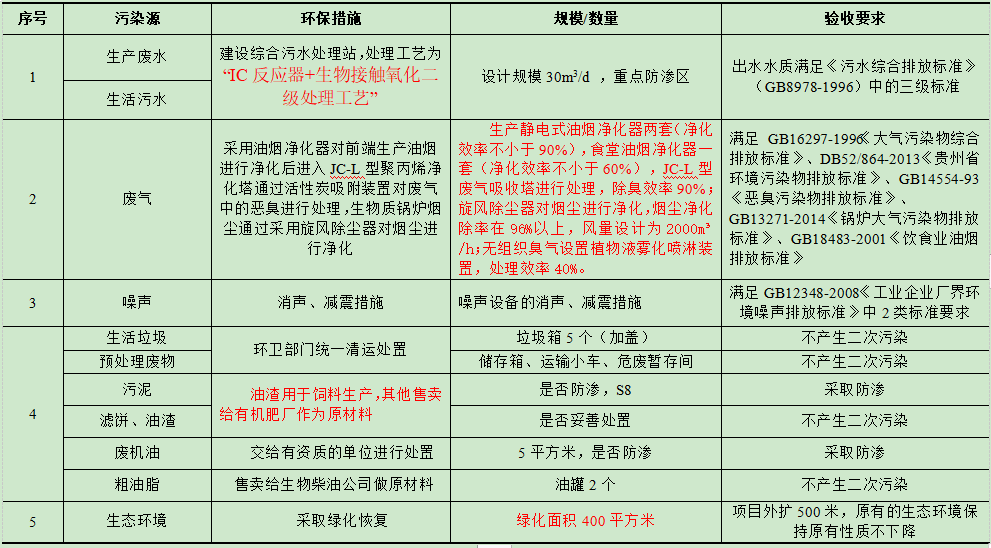 序号 污染源 环保措施 规模/数量 验收要求
1
生产废水
生活污水
建设综合污水处理站，处理工艺为
“IC 反应器+生物接触氧化二
级处理工艺”
设计规模 30m³/d ，重点防渗区
出水水质满足《污水综合排放标准》
（GB8978-1996）中的三级标准
2
废气
采用油烟净化器对前端生产油烟
进行净化后进入 JC-L 型聚丙烯净
化塔通过活性炭吸附装置对废气
中的恶臭进行处理，生物质锅炉烟
尘通过采用旋风除尘器对烟尘进
行净化
生产静电式油烟净化器两套（净化
效率不小于 90%），食堂油烟净化器一
套（净化效率不小于 60%），JC-L 型
废气吸收塔进行处理，除臭效率 90%；
旋风除尘器对烟尘进行净化，烟尘净化
除率在 96%以上，风量设计为 2000m³
/h；无组织臭气设置植物液雾化喷淋装
置，处理效率 40%。
满足 GB16297-1996《大气污染物综合
排放标准》、DB52/864-2013《贵州省
环境污染物排放标准》、GB14554-93
《恶臭污染物排放标准》、
GB13271-2014《锅炉大气污染物排放
标准》、GB18483-2001《饮食业油烟
排放标准》
3
噪声
消声、减震措施
噪声设备的消声、减震措施
满足 GB12348-2008《工业企业厂界环
境噪声排放标准》中 2 类标准要求
4
生活垃圾
环卫部门统一清运处置
垃圾箱 5 个（加盖）
不产生二次污染
预处理废物
储存箱、运输小车、危废暂存间
不产生二次污染
污泥
油渣用于饲料生产，其他售卖
给有机肥厂作为原材料
是否防渗，S8
采取防渗
滤饼、油渣
是否妥善处置
不产生二次污染
废机油
交给有资质的单位进行处置
5 平方米，是否防渗
采取防渗
粗油脂
售卖给生物柴油公司做原材料
油罐 2 个
不产生二次污染
5
生态环境
采取绿化恢复
绿化面积 400 平方米
项目外扩 500 米，原有的生态环境保
持原有性质不下降